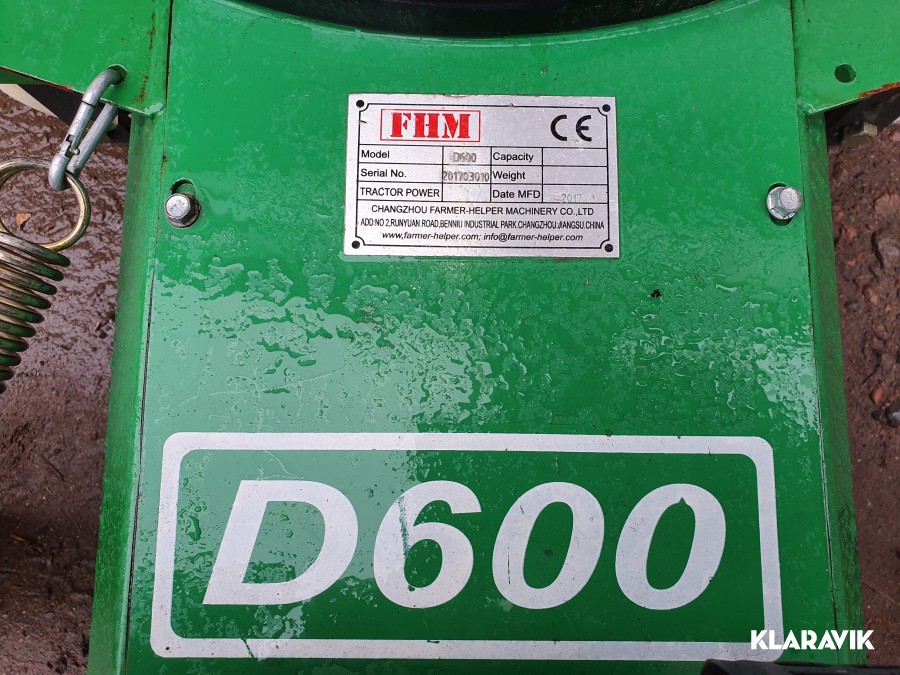 FHM CE
Model D600 Capacity
Serial No. 201703010 Weight
TRACTOR POWER Date MFD 2017
CHANGZHOU FARMER-HELPER MACHINERY CO.,LTD
ADD:NO 2,RUNYUAN ROAD,BENNIU INDUSTRIAL PARK,CHANGZHOU,JIANGSU,CHINA
www.farmer-helper.com; info@farmer-helper.com
D600
KLARAVIK